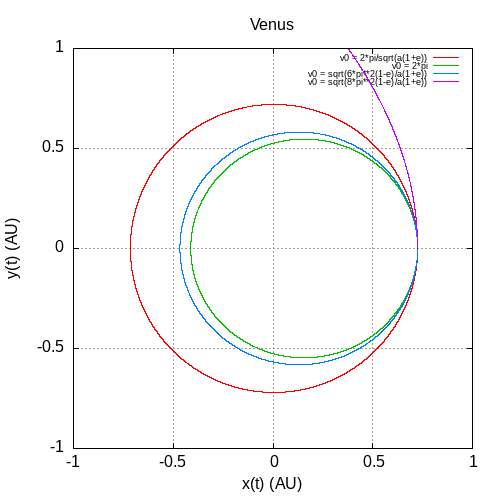 Venus
v0 = 2*pi/sqrt(a(1+e))
v0 = 2*pi
v0 = sqrt(6*pi**2(1-e)/a(1+e))
v0 = sqrt(8*pi**2(1-e)/a(1+e))
1
0.5
0
-0.5
-1
y(t) (AU)
-1 -0.5 0 0.5 1
x(t) (AU)